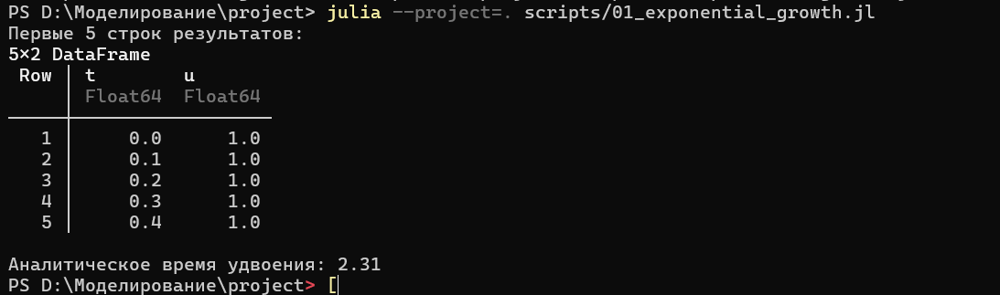 PS D:\Моделирование\project> julia --project=. scripts/01_exponential_growth.jl
Первые 5 строк результатов:
5×2 DataFrame
Row │ t u
│ Float64 Float64
1 │ 0.0 1.0
2 │ 0.1 1.0
3 │ 0.2 1.0
4 │ 0.3 1.0
5 │ 0.4 1.0
Аналитическое время удвоения: 2.31
PS D:\Моделирование\project> [